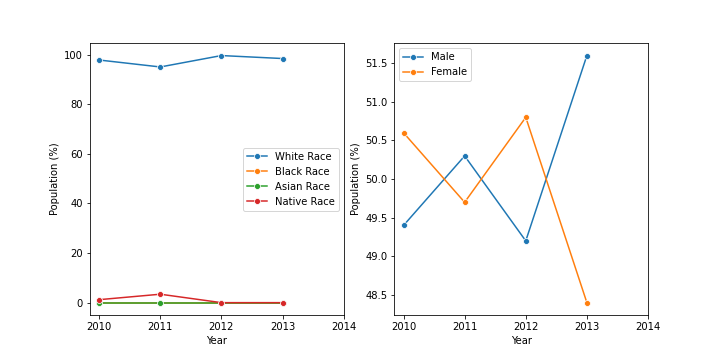 100
80
60
40
20
0
Population (%)
2010 2011 2012 2013 2014
Year
White Race
Black Race
Asian Race
Native Race
51.5
51.0
50.5
50.0
49.5
49.0
48.5
Population (%)
2010 2011 2012 2013 2014
Year
Male
Female